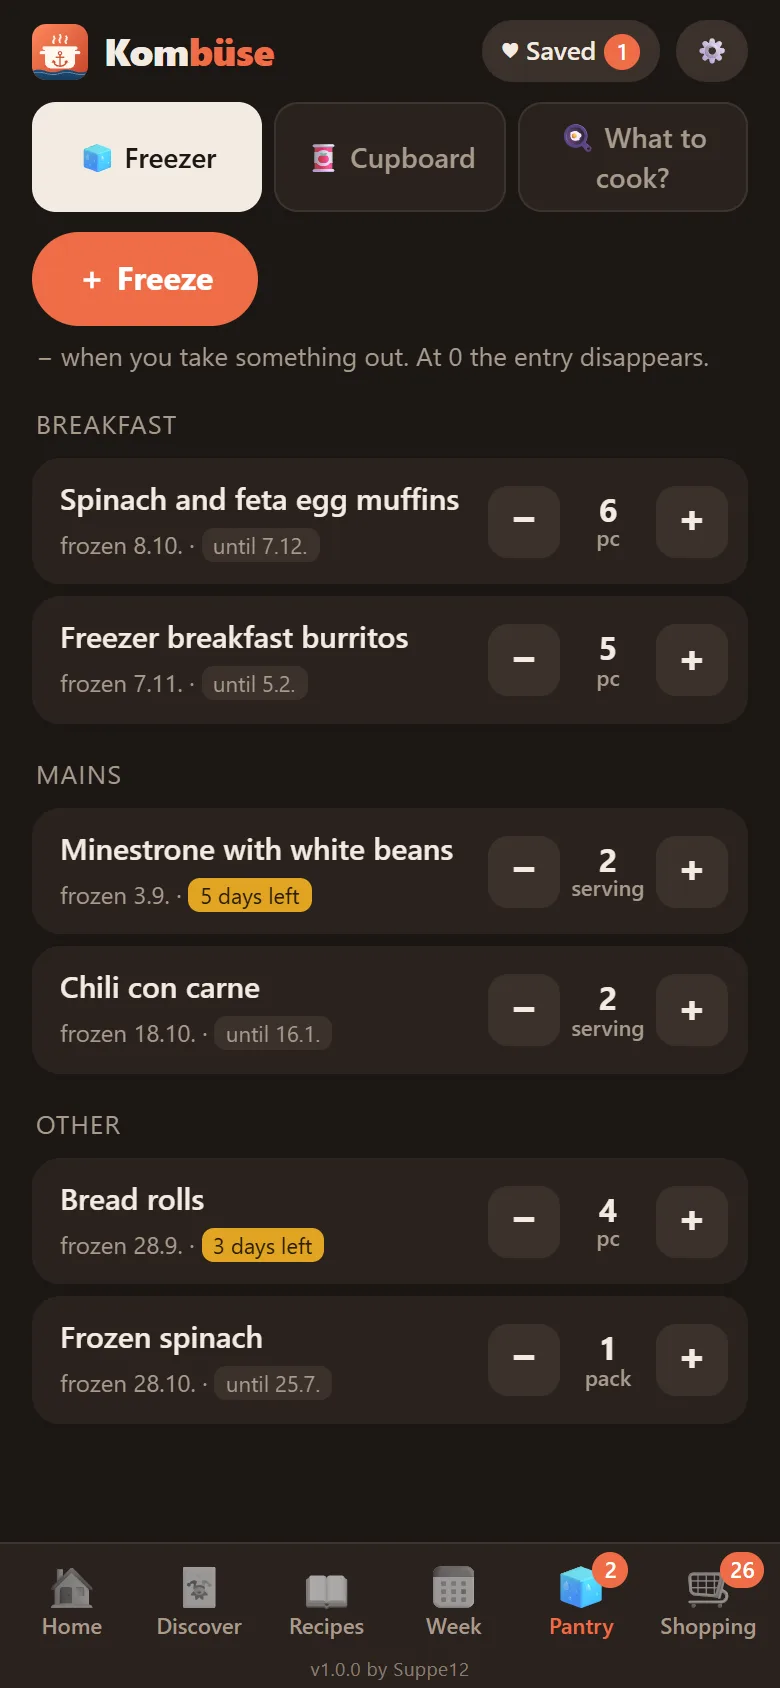 Kombüse
♥ Saved 1
Freezer
Cupboard
What to
cook?
+ Freeze
– when you take something out. At 0 the entry disappears.
BREAKFAST
Spinach and feta egg muffins
frozen 8.10. · until 7.12.
− 6 +
pc
Freezer breakfast burritos
frozen 7.11. · until 5.2.
− 5 +
pc
MAINS
Minestrone with white beans
frozen 3.9. · 5 days left
− 2 +
serving
Chili con carne
frozen 18.10. · until 16.1.
− 2 +
serving
OTHER
Bread rolls
frozen 28.9. · 3 days left
− 4 +
pc
Frozen spinach
frozen 28.10. · until 25.7.
− 1 +
pack
2
26
Home
Discover
Recipes
Week
Pantry
Shopping
v1.0.0 by Suppe12